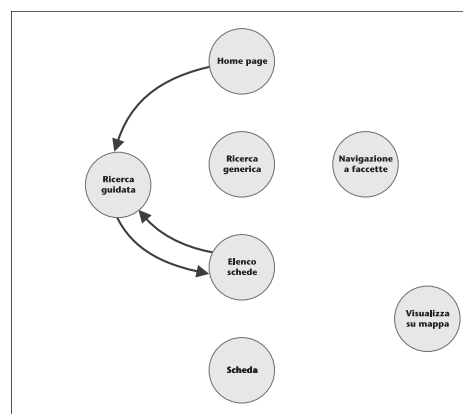 Home page
Ricerca
generica
Navigazione
a faccette
Ricerca
guidata
Elenco
schede
Visualizza
su mappa
Scheda